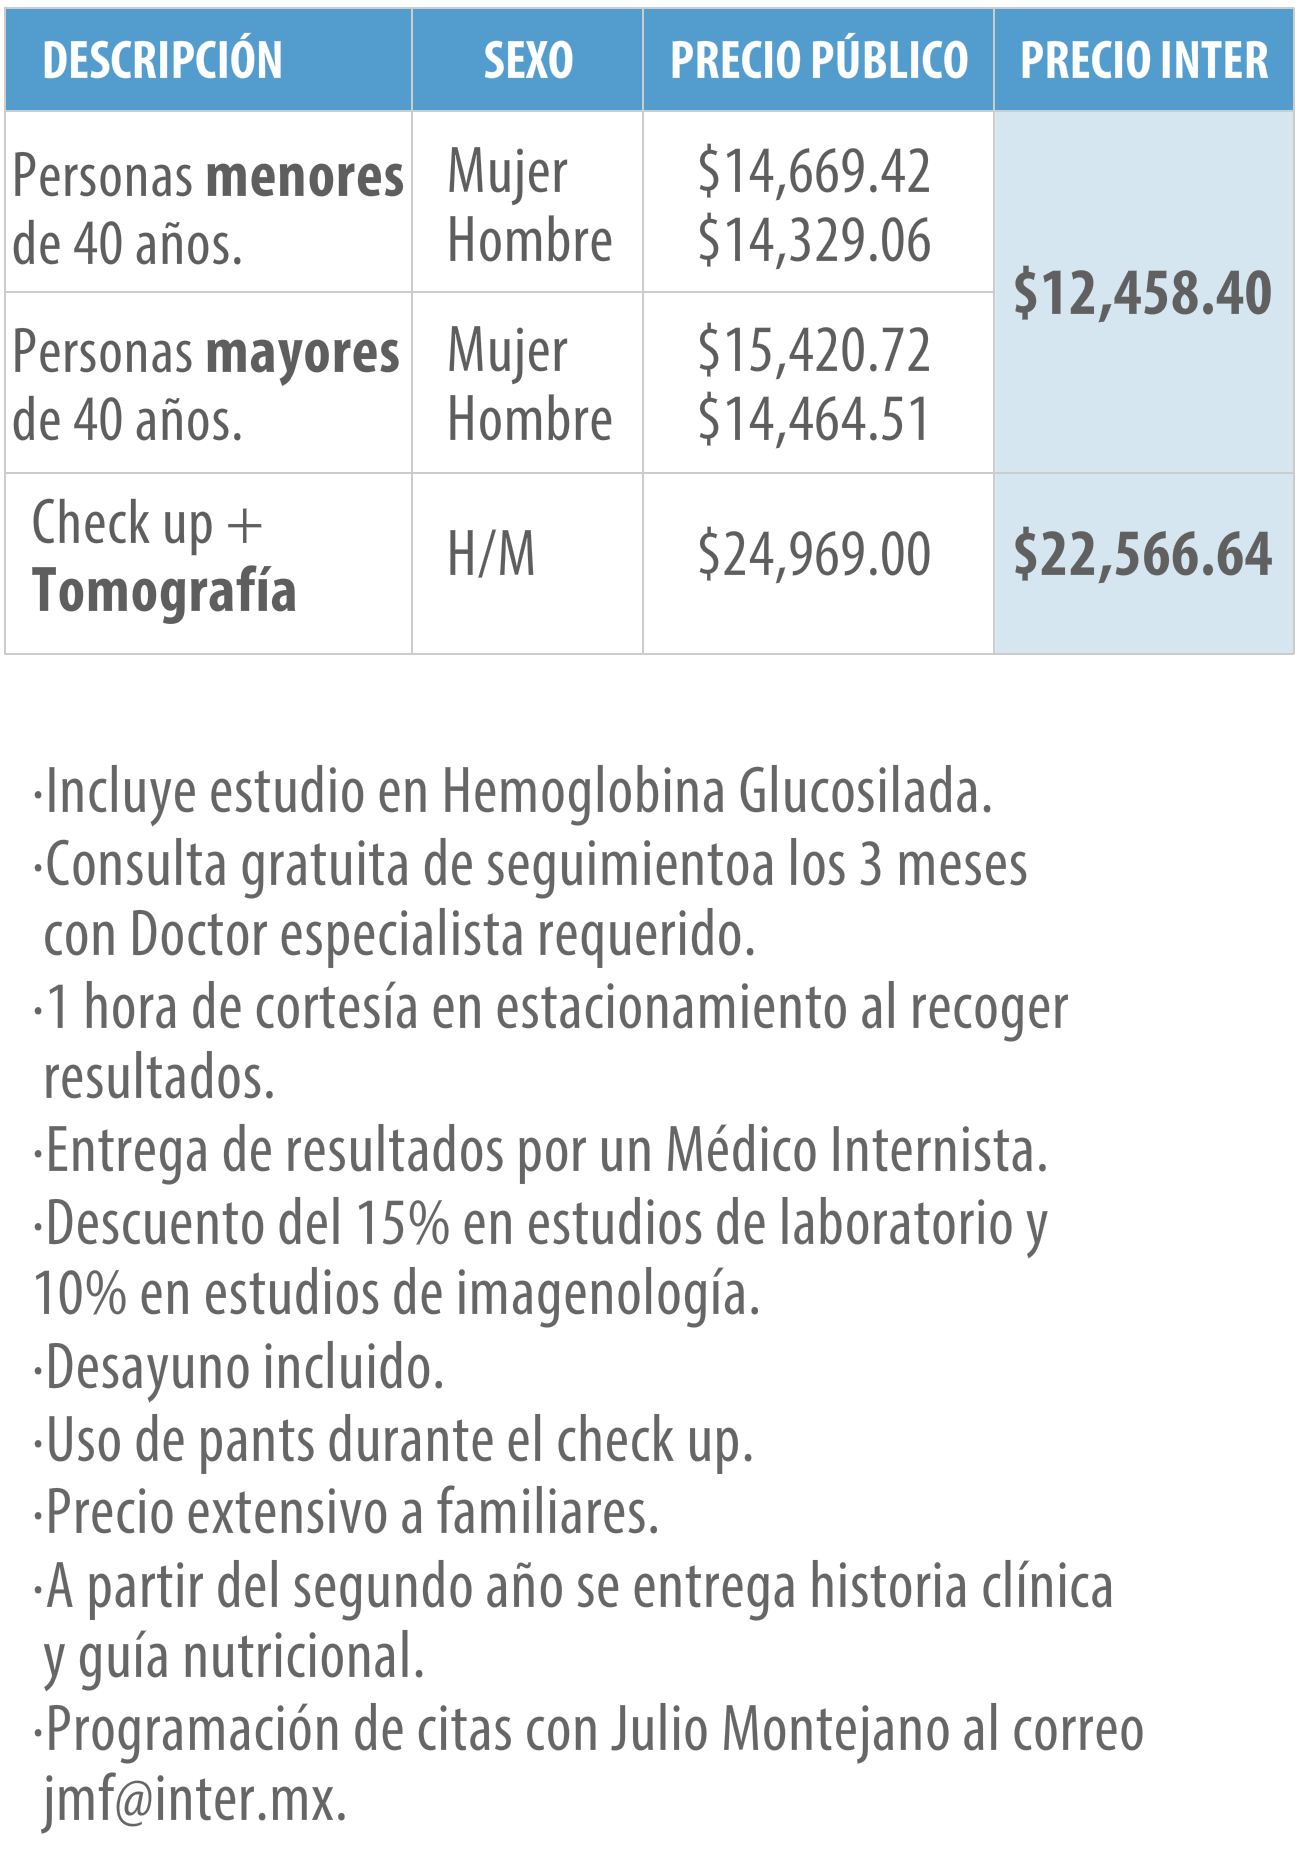 DESCRIPCIÓN SEXO PRECIO PÚBLICO PRECIO INTER
Personas menores
de 40 años.
Mujer $14,669.42
Hombre $14,329.06
$12,458.40
Personas mayores
de 40 años.
Mujer $15,420.72
Hombre $14,464.51
Check up +
Tomografía
H/M $24,969.00 $22,566.64
·Incluye estudio en Hemoglobina Glucosilada.
·Consulta gratuita de seguimientoa los 3 meses
con Doctor especialista requerido.
·1 hora de cortesía en estacionamiento al recoger
resultados.
·Entrega de resultados por un Médico Internista.
·Descuento del 15% en estudios de laboratorio y
10% en estudios de imagenología.
·Desayuno incluido.
·Uso de pants durante el check up.
·Precio extensivo a familiares.
·A partir del segundo año se entrega historia clínica
y guía nutricional.
·Programación de citas con Julio Montejano al correo
jmf@inter.mx.